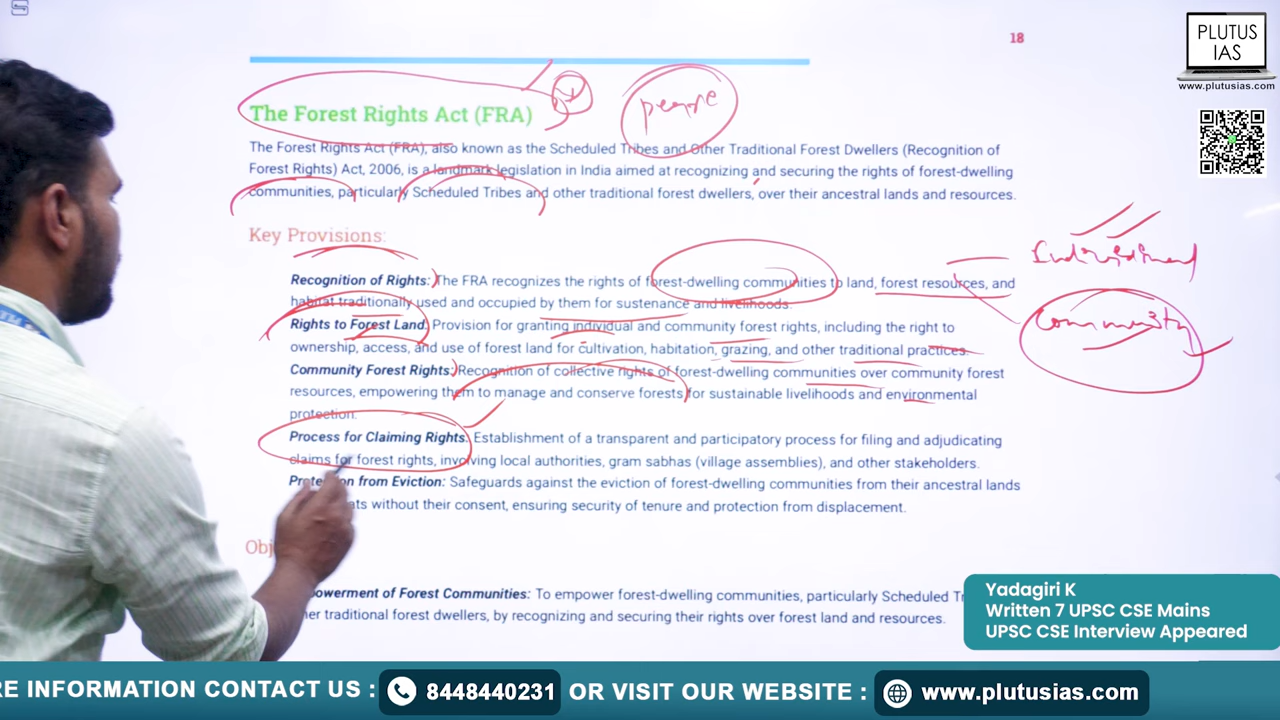 18
PLUTUS
IAS
www.plutusias.com
The Forest Rights Act (FRA)
people
The Forest Rights Act (FRA), also known as the Scheduled Tribes and Other Traditional Forest Dwellers (Recognition of
Forest Rights) Act, 2006, is a landmark legislation in India aimed at recognizing and securing the rights of forest-dwelling
communities, particularly Scheduled Tribes and other traditional forest dwellers, over their ancestral lands and resources.
Key Provisions:
Individual
Recognition of Rights: The FRA recognizes the rights of forest-dwelling communities to land, forest resources, and
habitat traditionally used and occupied by them for sustenance and livelihoods.
Community
Rights to Forest Land: Provision for granting individual and community forest rights, including the right to
ownership, access, and use of forest land for cultivation, habitation, grazing, and other traditional practices.
Community Forest Rights: Recognition of collective rights of forest-dwelling communities over community forest
resources, empowering them to manage and conserve forests for sustainable livelihoods and environmental
protection.
Process for Claiming Rights: Establishment of a transparent and participatory process for filing and adjudicating
claims for forest rights, involving local authorities, gram sabhas (village assemblies), and other stakeholders.
Protection from Eviction: Safeguards against the eviction of forest-dwelling communities from their ancestral lands
ats without their consent, ensuring security of tenure and protection from displacement.
Obj
owerment of Forest Communities: To empower forest-dwelling communities, particularly Scheduled Tr
er traditional forest dwellers, by recognizing and securing their rights over forest land and resources.
Yadagiri K
Written 7 UPSC CSE Mains
UPSC CSE Interview Appeared
RE INFORMATION CONTACT US : 8448440231 OR VISIT OUR WEBSITE : www.plutusias.com